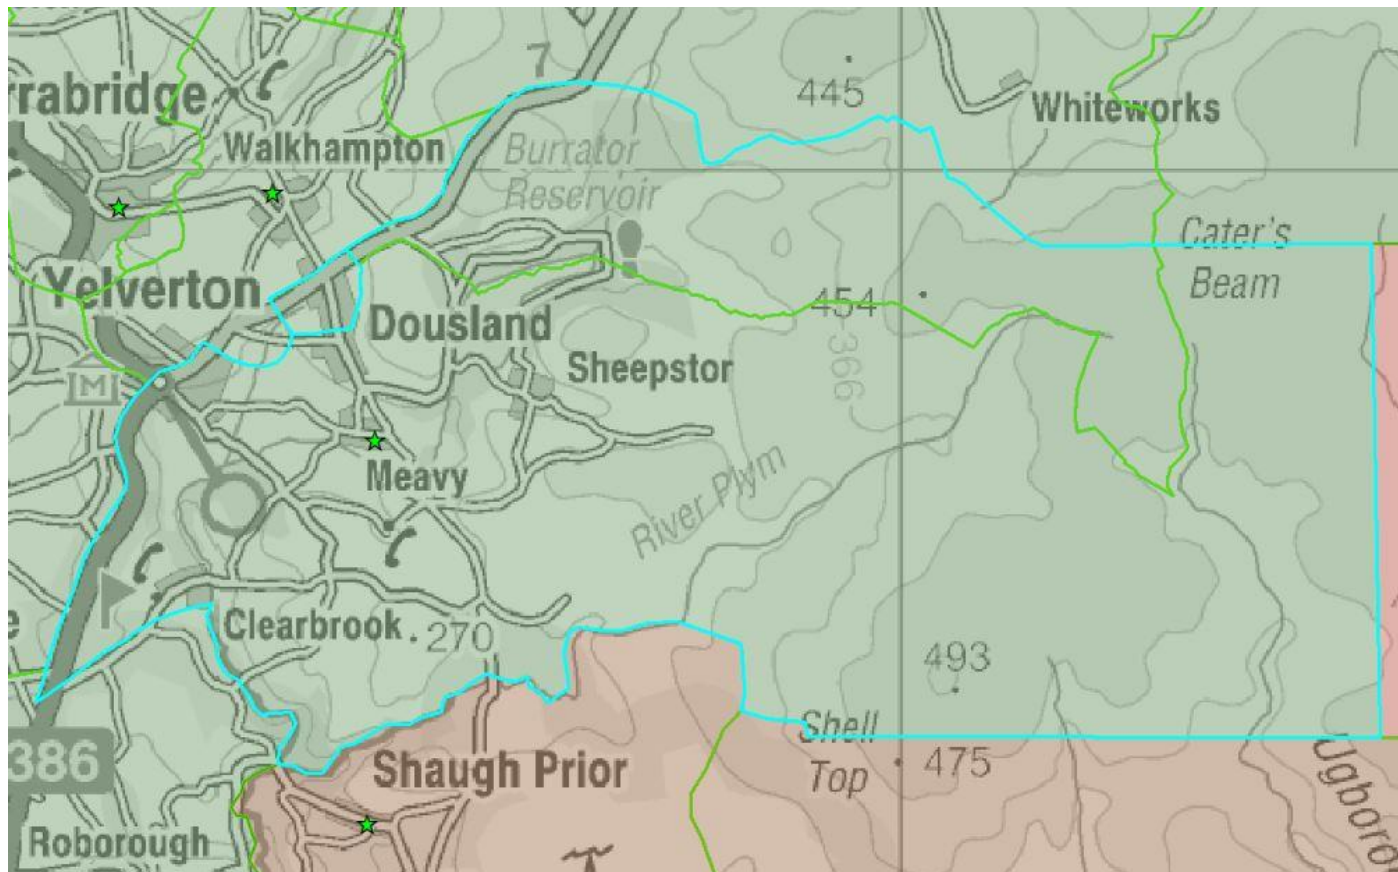 7
445
rrabridge
Whiteworks
Walkhampton
Burrator
Reservoir
Cater's
Beam
Yelverton
454
Dousland
366
Sheepstor
M
Meavy
River Plym
e
Clearbrook
270
493
Shell
Top
475
386
Shaugh Prior
Ugboro
Roborough